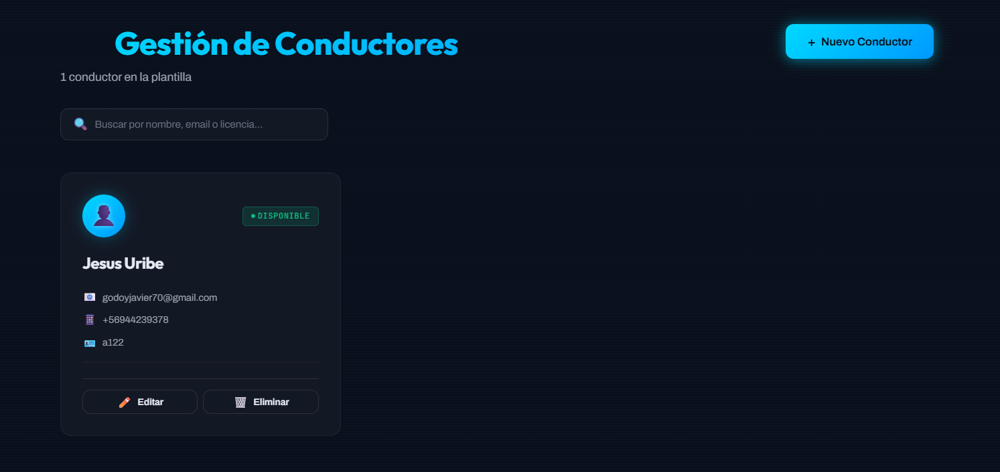 Gestión de Conductores
+ Nuevo Conductor
1 conductor en la plantilla
Buscar por nombre, email o licencia...
DISPONIBLE
Jesus Uribe
godoyjavier70@gmail.com
+56944239378
a122
Editar
Eliminar